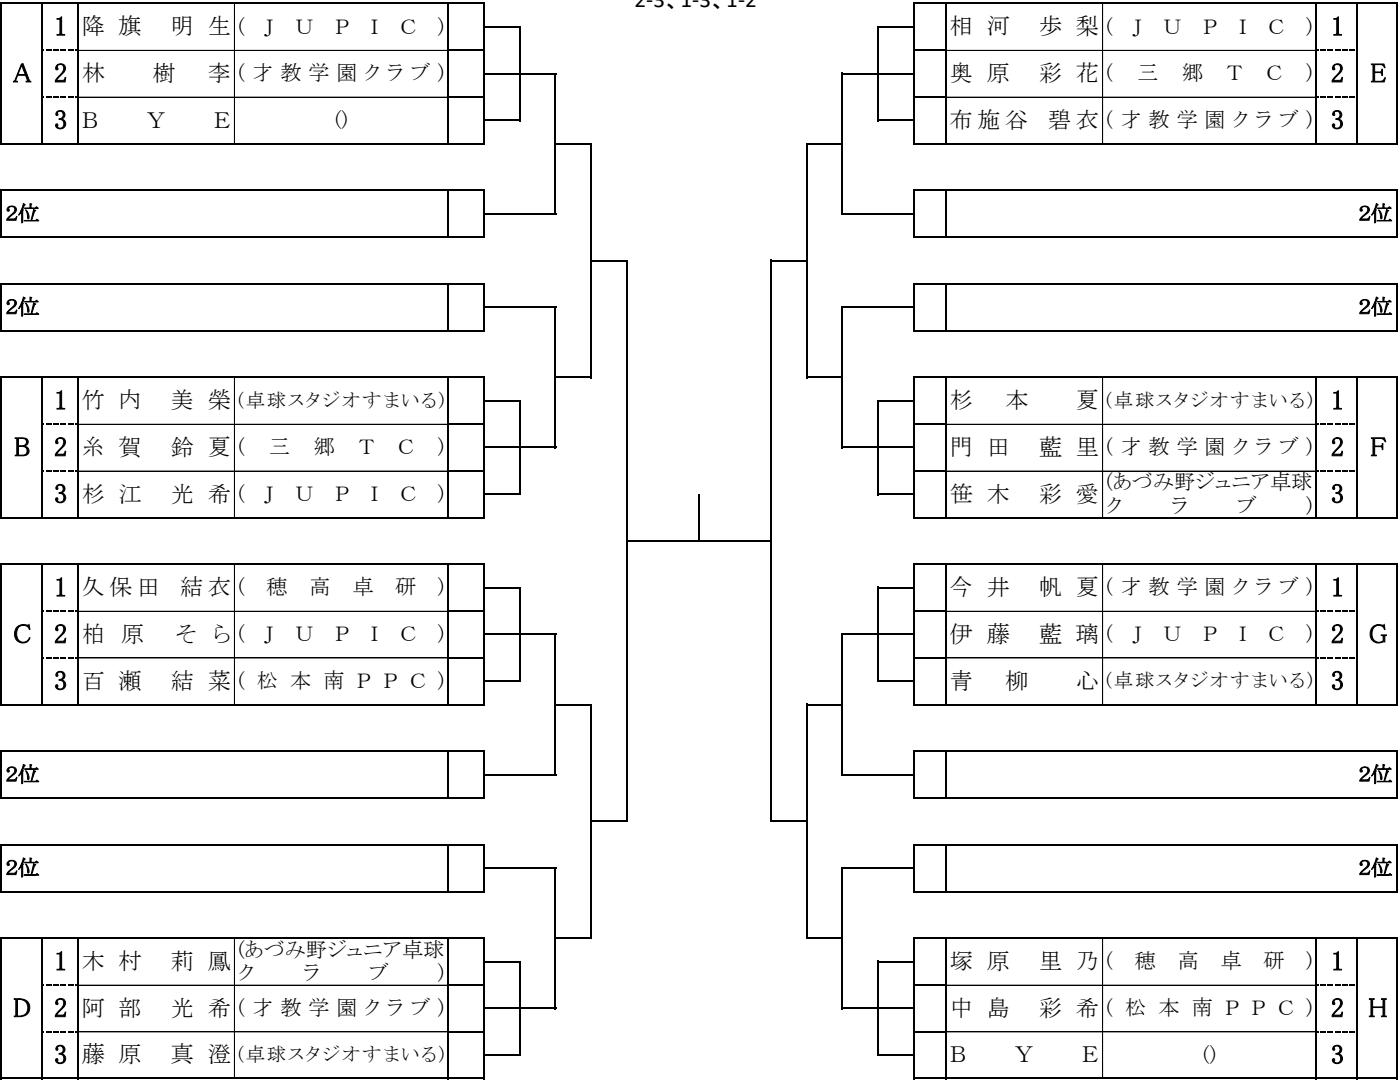 2-3、1-3、1-2
A
1 降旗 明生 (JUPIC)
2 林 樹李 (才教学園クラブ)
3 BYE ()
2位
2位
B
1 竹内 美榮 (卓球スタジオすまいる)
2 糸賀 鈴夏 (三郷TC)
3 杉江 光希 (JUPIC)
C
1 久保田 結衣 (穂高卓研)
2 柏原 そら (JUPIC)
3 百瀬 結菜 (松本南PPC)
2位
2位
D
1 木村 莉鳳 (あづみ野ジュニア卓球
クラブ)
2 阿部 光希 (才教学園クラブ)
3 藤原 真澄 (卓球スタジオすまいる)
相河 歩梨 (JUPIC) 1
奥原 彩花 (三郷TC) 2
布施谷 碧衣 (才教学園クラブ) 3
E
2位
2位
杉本 夏 (卓球スタジオすまいる) 1
門田 藍里 (才教学園クラブ) 2
笹木 彩愛 (あづみ野ジュニア卓球
クラブ) 3
F
今井 帆夏 (才教学園クラブ) 1
伊藤 藍璃 (JUPIC) 2
青柳 心 (卓球スタジオすまいる) 3
G
2位
2位
塚原 里乃 (穂高卓研) 1
中島 彩希 (松本南PPC) 2
BYE () 3
H